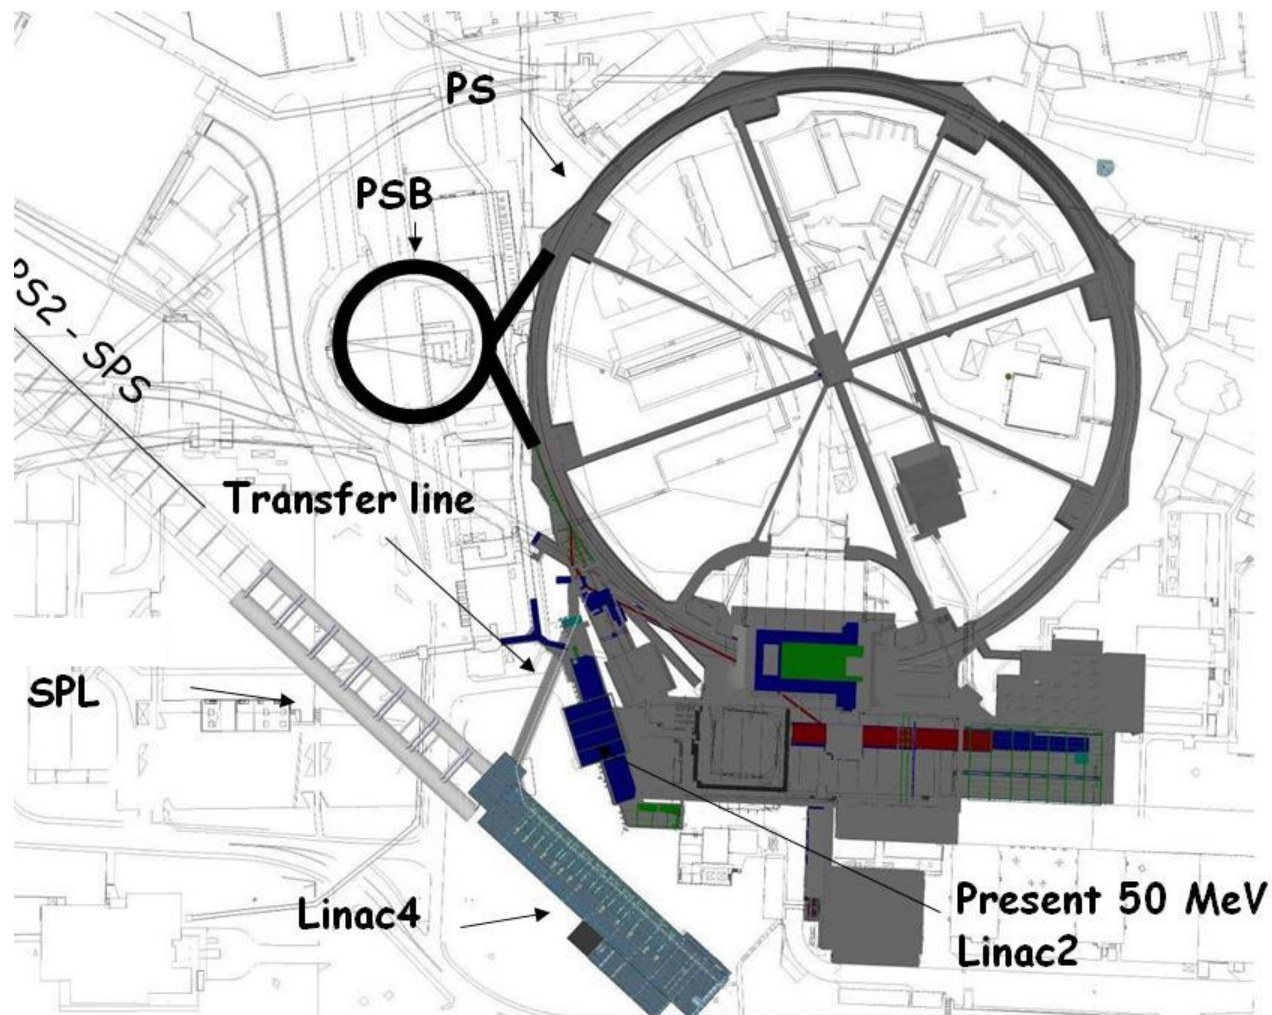 PS
PSB
PS2 - SPS
Transfer line
SPL
Linac4
Present 50 MeV
Linac2